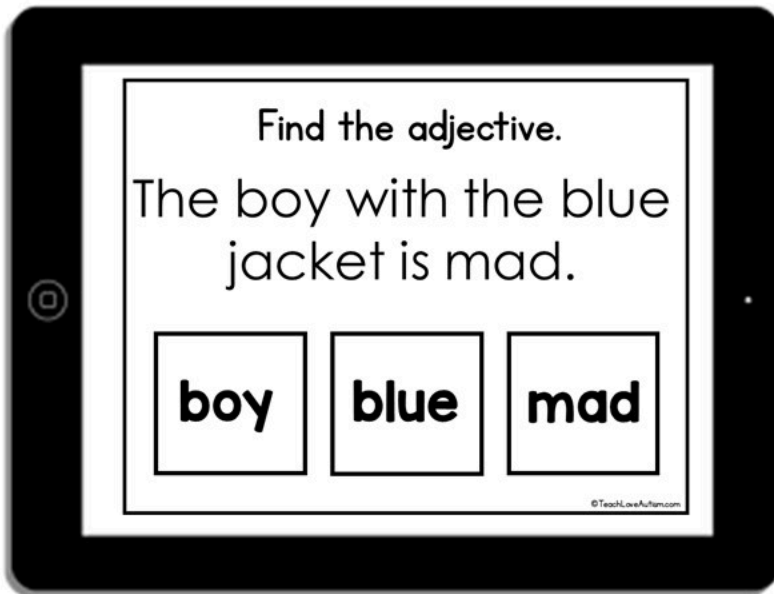 Find the adjective.
The boy with the blue
jacket is mad.
boy blue mad
©TeachLoveAutism.com